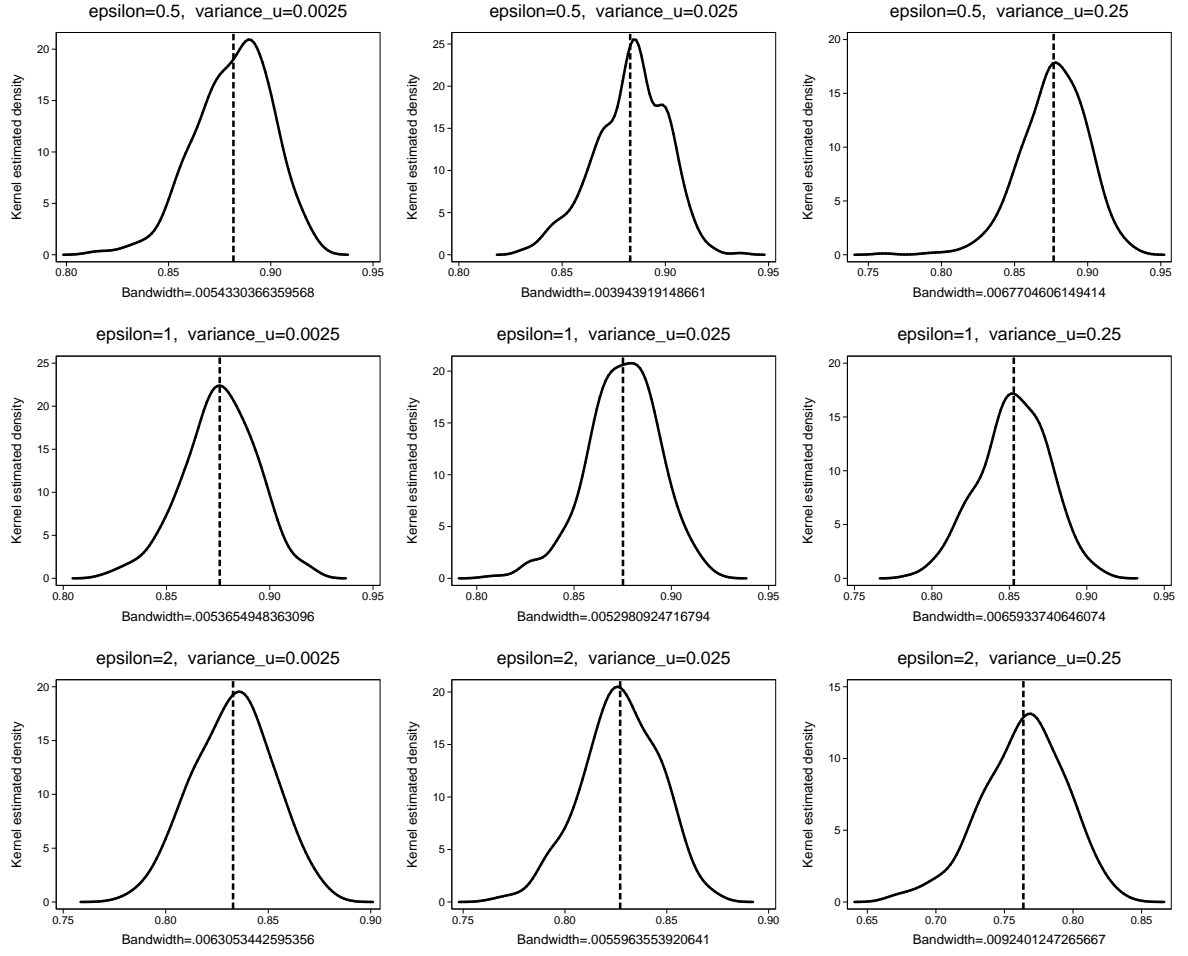 epsilon=0.5,  variance_u=0.0025
epsilon=0.5,  variance_u=0.025
epsilon=0.5,  variance_u=0.25
Kernel estimated density
20
15
10
5
0
0.80 0.85 0.90 0.95
Bandwidth=.0054330366359568
Kernel estimated density
25
20
15
10
5
0
0.80 0.85 0.90 0.95
Bandwidth=.003943919148661
Kernel estimated density
20
15
10
5
0
0.75 0.80 0.85 0.90 0.95
Bandwidth=.0067704606149414
epsilon=1,  variance_u=0.0025
epsilon=1,  variance_u=0.025
epsilon=1,  variance_u=0.25
Kernel estimated density
25
20
15
10
5
0
0.80 0.85 0.90 0.95
Bandwidth=.0053654948363096
Kernel estimated density
20
15
10
5
0
0.80 0.85 0.90 0.95
Bandwidth=.0052980924716794
Kernel estimated density
20
15
10
5
0
0.75 0.80 0.85 0.90 0.95
Bandwidth=.0065933740646074
epsilon=2,  variance_u=0.0025
epsilon=2,  variance_u=0.025
epsilon=2,  variance_u=0.25
Kernel estimated density
20
15
10
5
0
0.75 0.80 0.85 0.90
Bandwidth=.0063053442595356
Kernel estimated density
20
15
10
5
0
0.75 0.80 0.85 0.90
Bandwidth=.0055963553920641
Kernel estimated density
15
10
5
0
0.65 0.70 0.75 0.80 0.85
Bandwidth=.0092401247265667